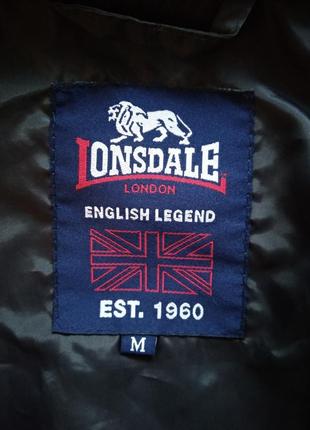 LONSDALE
LONDON
ENGLISH LEGEND
EST. 1960
M